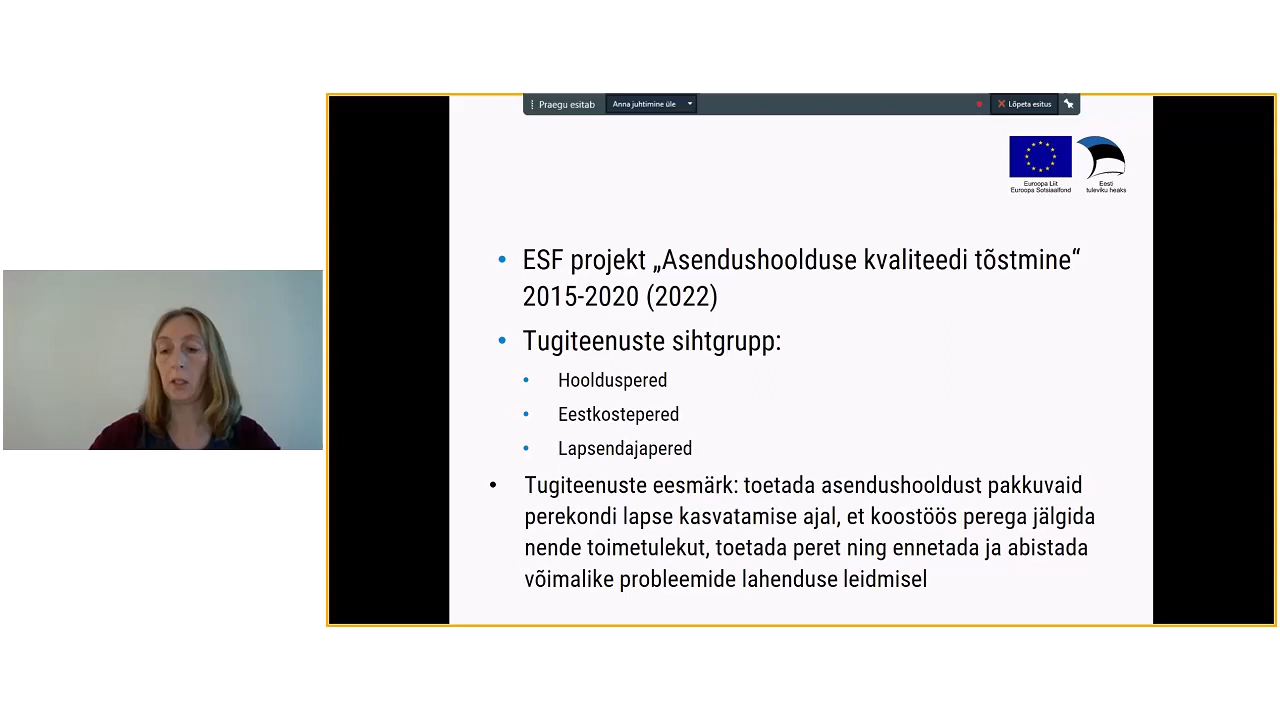 Praegu esitab
Anna juhtimine üle
Lõpeta esitus
Euroopa Liit
Euroopa Sotsiaalfond
Eesti
tuleviku heaks
• ESF projekt „Asendushoolduse kvaliteedi tõstmine“
2015-2020 (2022)
• Tugiteenuste sihtgrupp:
• Hoolduspered
• Eestkostepered
• Lapsendajapered
• Tugiteenuste eesmärk: toetada asendushooldust pakkuvaid
perekondi lapse kasvatamise ajal, et koostöös perega jälgida
nende toimetulekut, toetada peret ning ennetada ja abistada
võimalike probleemide lahenduse leidmisel